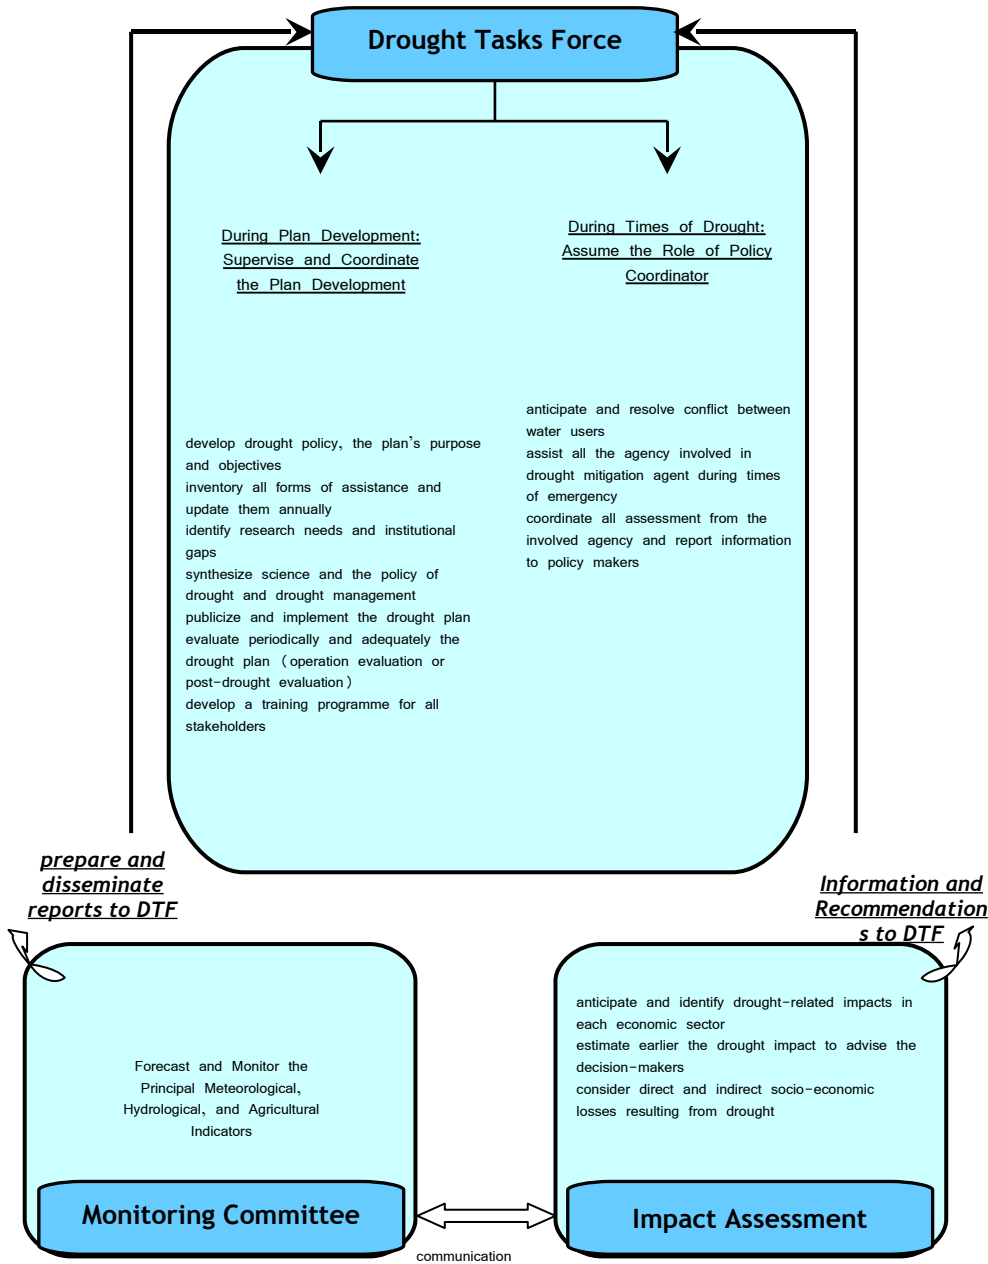 Drought Tasks Force
During Plan Development:
Supervise and Coordinate
the Plan Development
During Times of Drought:
Assume the Role of Policy
Coordinator
develop drought policy, the plan's purpose
and objectives
inventory all forms of assistance and
update them annually
identify research needs and institutional
gaps
synthesize science and the policy of
drought and drought management
publicize and implement the drought plan
evaluate periodically and adequately the
drought plan (operation evaluation or
post-drought evaluation)
develop a training programme for all
stakeholders
anticipate and resolve conflict between
water users
assist all the agency involved in
drought mitigation agent during times
of emergency
coordinate all assessment from the
involved agency and report information
to policy makers
prepare and
disseminate
reports to DTF
Information and
Recommendation
s to DTF
Forecast and Monitor the
Principal Meteorological,
Hydrological, and Agricultural
Indicators
Monitoring Committee
anticipate and identify drought-related impacts in
each economic sector
estimate earlier the drought impact to advise the
decision-makers
consider direct and indirect socio-economic
losses resulting from drought
Impact Assessment
communication